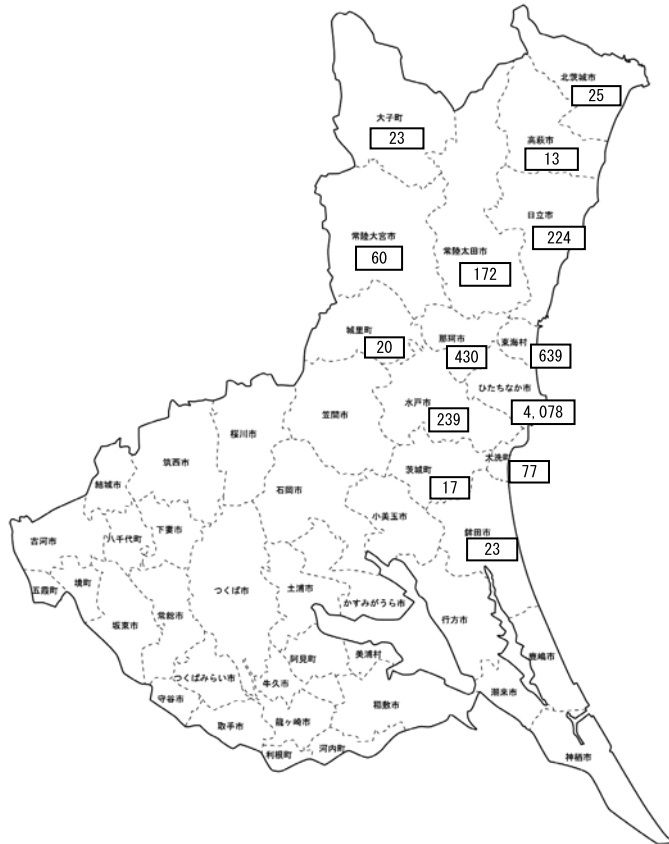 北茨城市
25
大子町
23
高萩市
13
日立市
224
常陸大宮市
60
常陸太田市
172
城里町
20
那珂市
430
東海村
639
ひたちなか市
4,078
水戸市
239
笠間市
桜川市
筑西市
結城市
大洗町
77
茨城町
17
石岡市
小美玉市
鉾田市
23
古河市
八千代町
下妻市
五霞町
境町
坂東市
常総市
つくば市
土浦市
かすみがうら市
行方市
阿見町
美浦村
鹿嶋市
つくばみらい市
牛久市
守谷市
取手市
龍ヶ崎市
稲敷市
潮来市
利根町
河内町
神栖市